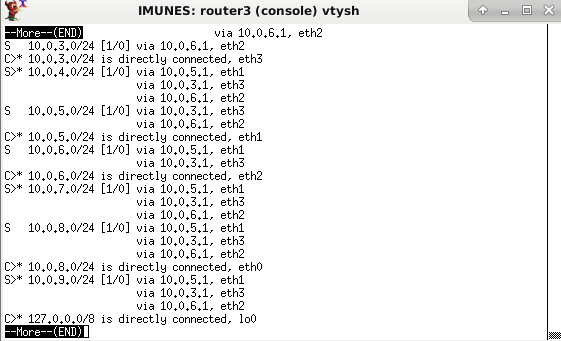 IMUNES: router3 (console) vtysh
--More--(END)                    via 10.0.6.1, eth2
S   10.0.3.0/24 [1/0] via 10.0.6.1, eth2
C>* 10.0.3.0/24 is directly connected, eth3
S>* 10.0.4.0/24 [1/0] via 10.0.5.1, eth1
                      via 10.0.3.1, eth3
                      via 10.0.6.1, eth2
S   10.0.5.0/24 [1/0] via 10.0.3.1, eth3
                      via 10.0.6.1, eth2
C>* 10.0.5.0/24 is directly connected, eth1
S   10.0.6.0/24 [1/0] via 10.0.5.1, eth1
                      via 10.0.3.1, eth3
C>* 10.0.6.0/24 is directly connected, eth2
S>* 10.0.7.0/24 [1/0] via 10.0.5.1, eth1
                      via 10.0.3.1, eth3
                      via 10.0.6.1, eth2
S   10.0.8.0/24 [1/0] via 10.0.5.1, eth1
                      via 10.0.3.1, eth3
                      via 10.0.6.1, eth2
C>* 10.0.8.0/24 is directly connected, eth0
S>* 10.0.9.0/24 [1/0] via 10.0.5.1, eth1
                      via 10.0.3.1, eth3
                      via 10.0.6.1, eth2
C>* 127.0.0.0/8 is directly connected, lo0
--More--(END)